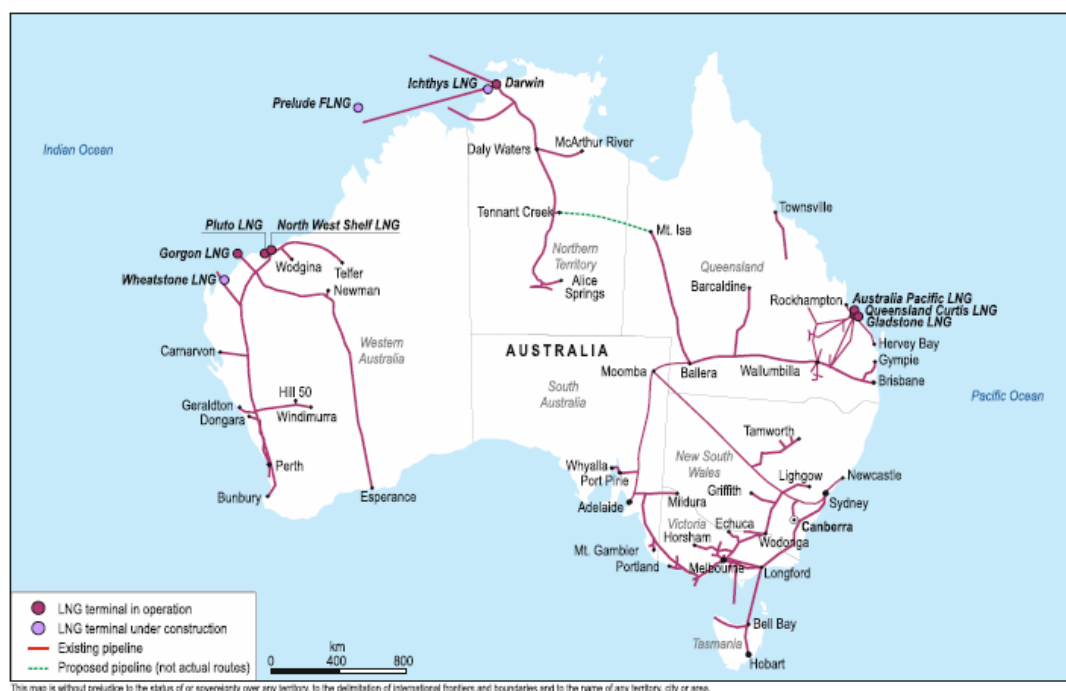 Ichthys LNG
Darwin
Prelude FLNG
Indian Ocean
McArthur River
Daly Waters
Tennant Creek
Townsville
Mt. Isa
Pluto LNG
North West Shelf LNG
Gorgon LNG
Wodgina
Telfer
Northern
Territory
Queensland
Wheatstone LNG
Newman
Alice
Springs
Barcaldine
Rockhampton
Australia Pacific LNG
Queensland Curtis LNG
Gladstone LNG
Western
Australia
Hervey Bay
Carnarvon
AUSTRALIA
Gympie
Moomba
Ballera
Wallumbilla
Brisbane
Hill 50
South
Australia
Pacific Ocean
Geraldton
Windimurra
Dongara
Tamworth
Perth
New South
Wales
Whyalla
Port Pirie
Lighgow
Newcastle
Bunbury
Esperance
Griffith
Adelaide
Mildura
Sydney
Victoria
Echuca
Canberra
Horsham
Wodonga
Mt. Gambier
Portland
Melbourne
Longford
LNG terminal in operation
LNG terminal under construction
Existing pipeline
Proposed pipeline (not actual routes)
km
0 400 800
Bell Bay
Tasmania
Hobart
This map is without prejudice to the status of or sovereignty over any territory, to the delimitation of international frontiers and boundaries and to the name of any territory, city or area.